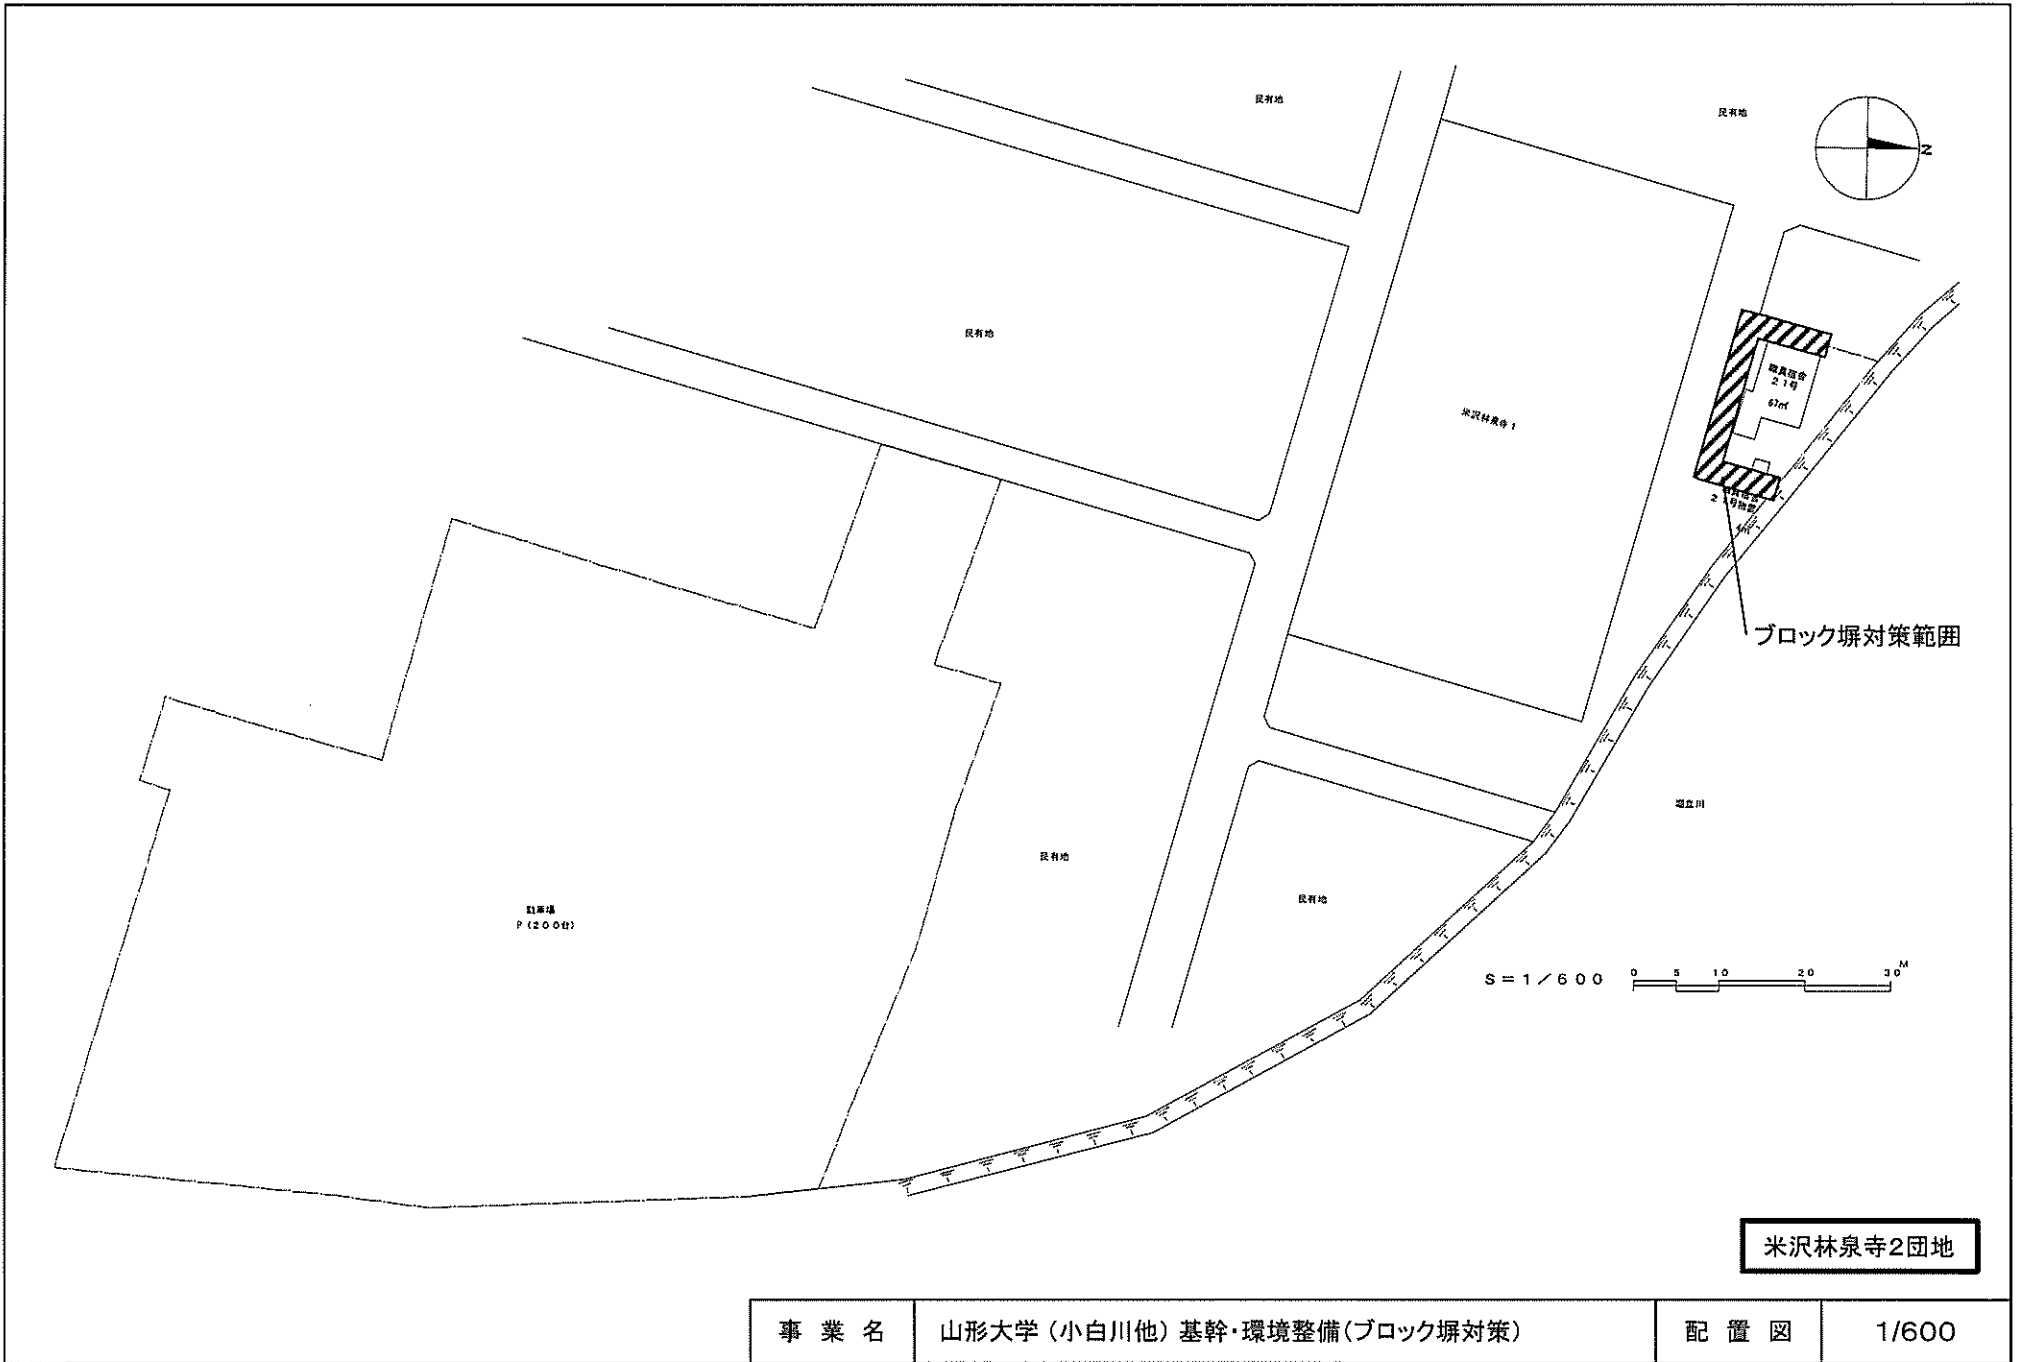 民有地
民有地
N
民有地
職員宿舎
21号
67㎡
米沢林泉寺1
ブロック塀対策範囲
堀立川
民有地
民有地
駐車場
P(200台)
S=1/600
0 5 10 20 30 M
米沢林泉寺2団地
事業名
山形大学(小白川他)基幹・環境整備(ブロック塀対策)
配置図
1/600